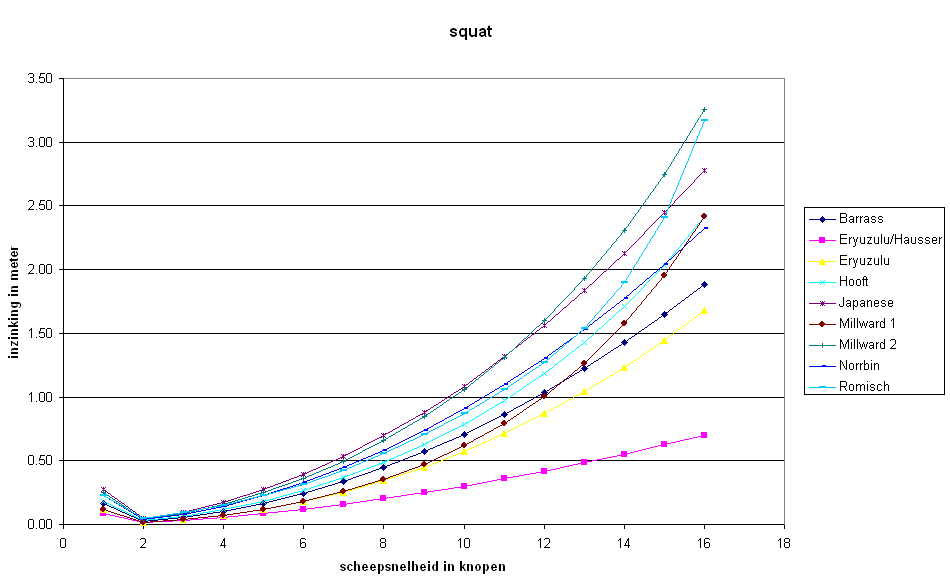 squat
3.50
3.00
2.50
2.00
1.50
1.00
0.50
0.00
inzinking in meter
0 2 4 6 8 10 12 14 16 18
scheepsnelheid in knopen
Barrass
Eryuzulu/Hausser
Eryuzulu
Hooft
Japanese
Millward 1
Millward 2
Norrbin
Romisch